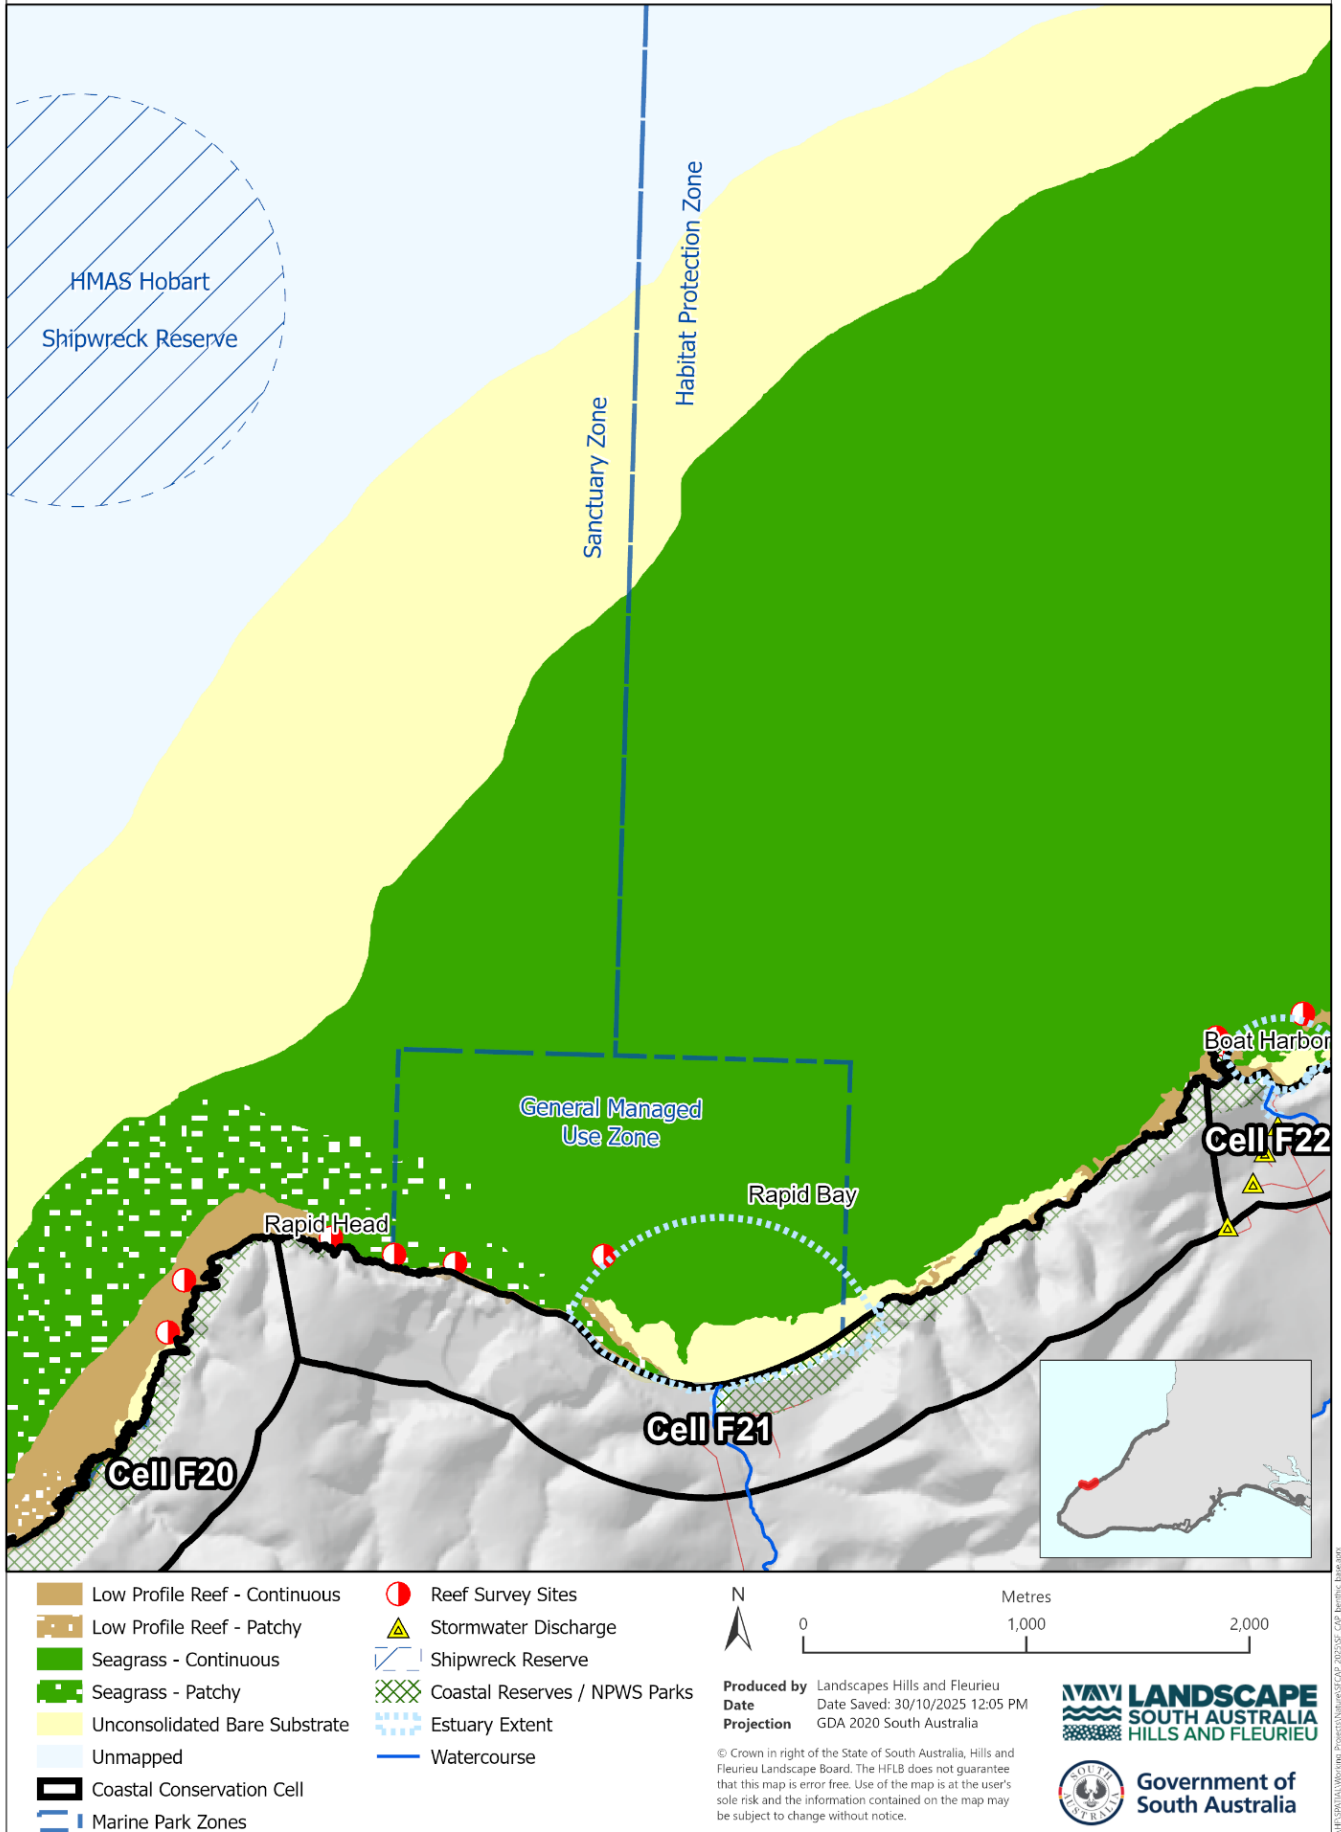 HMAS Hobart
Shipwreck Reserve
Habitat Protection Zone
Sanctuary Zone
General Managed
Use Zone
Rapid Bay
Rapid Head
Boat Harbor
Cell F22
Cell F21
Cell F20
Low Profile Reef - Continuous
Low Profile Reef - Patchy
Seagrass - Continuous
Seagrass - Patchy
Unconsolidated Bare Substrate
Unmapped
Coastal Conservation Cell
Marine Park Zones
Reef Survey Sites
Stormwater Discharge
Shipwreck Reserve
Coastal Reserves / NPWS Parks
Estuary Extent
Watercourse
N
Metres
0 1,000 2,000
Produced by Landscapes Hills and Fleurieu
Date Date Saved: 30/10/2025 12:05 PM
Projection GDA 2020 South Australia
© Crown in right of the State of South Australia, Hills and
Fleurieu Landscape Board. The HFLB does not guarantee
that this map is error free. Use of the map is at the user's
sole risk and the information contained on the map may
be subject to change without notice.
LANDSCAPE
SOUTH AUSTRALIA
HILLS AND FLEURIEU
SOUTH
AUSTRALIA
Government of
South Australia